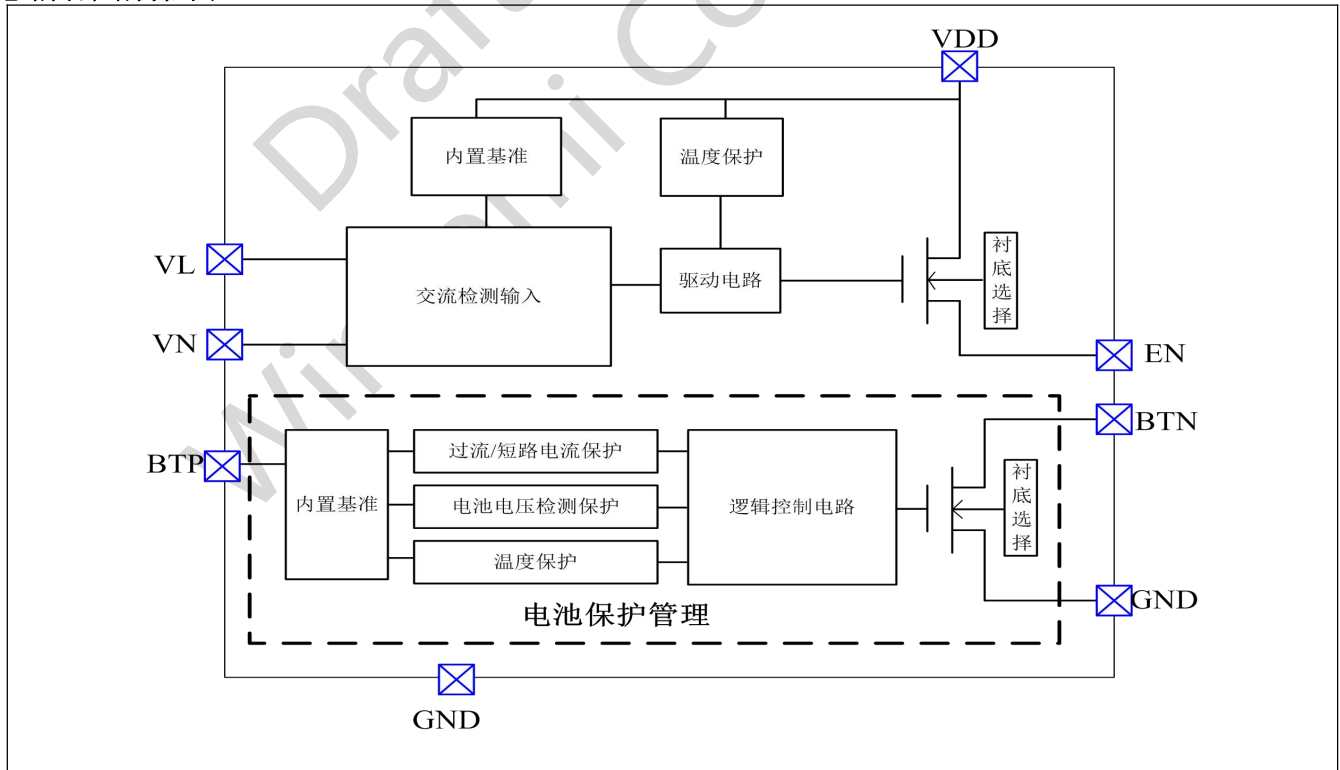 VDD
内置基准
温度保护
VL
交流检测输入
驱动电路
衬底选择
VN
EN
BTN
BTP
内置基准
过流/短路电流保护
电池电压检测保护
温度保护
逻辑控制电路
衬底选择
电池保护管理
GND
GND